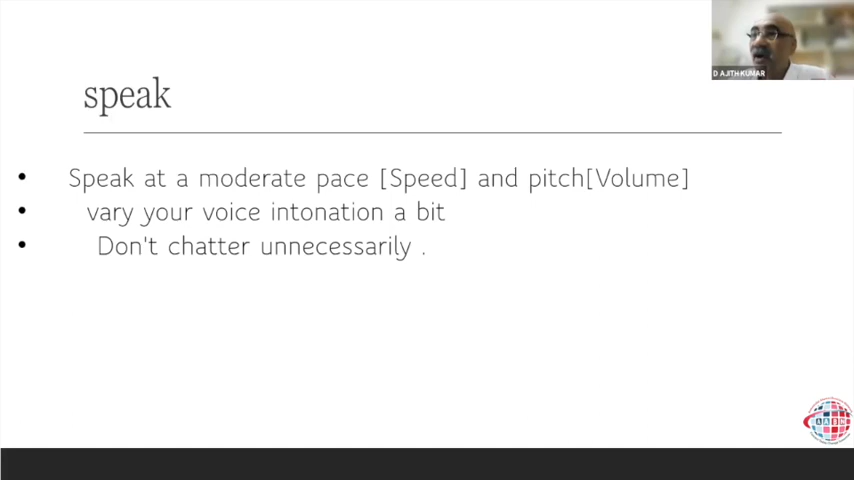 D AJITH KUMAR
speak
• Speak at a moderate pace [Speed] and pitch[Volume]
• vary your voice intonation a bit
• Don't chatter unnecessarily .